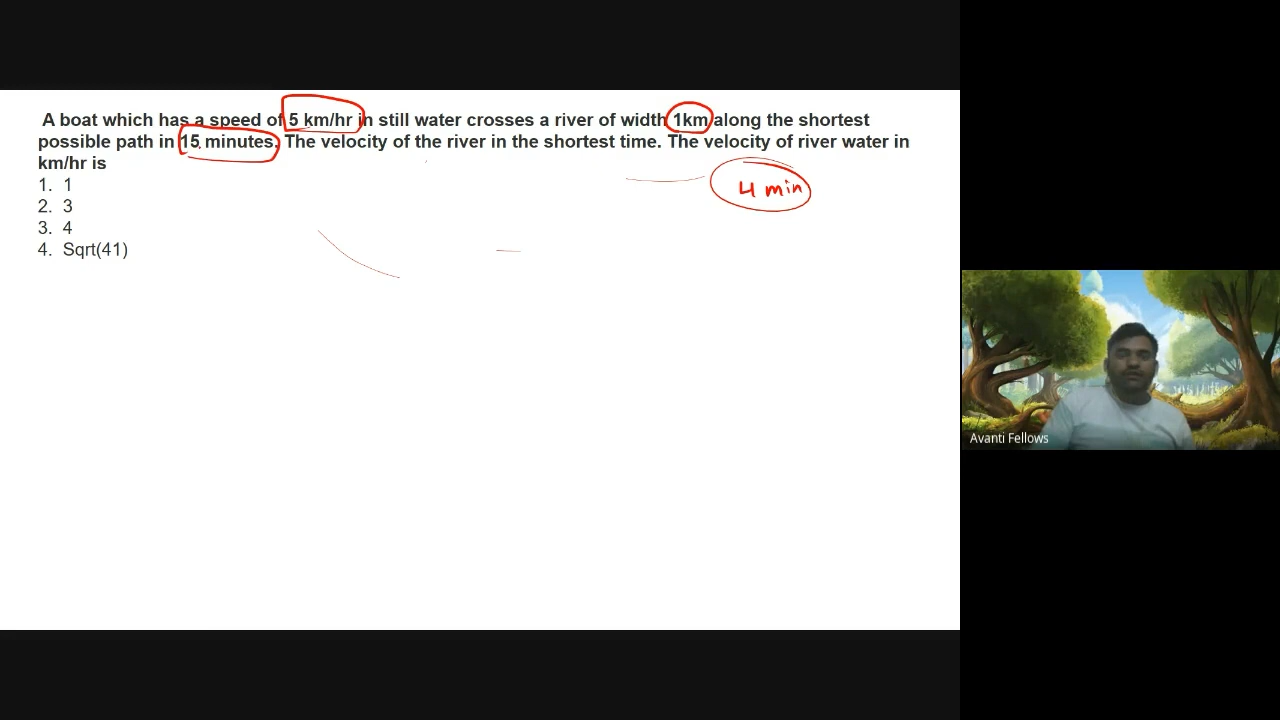 A boat which has a speed of 5 km/hr in still water crosses a river of width 1km along the shortest
possible path in 15 minutes. The velocity of the river in the shortest time. The velocity of river water in
km/hr is
1. 1
4 min
2. 3
3. 4
4. Sqrt(41)
Avanti Fellows